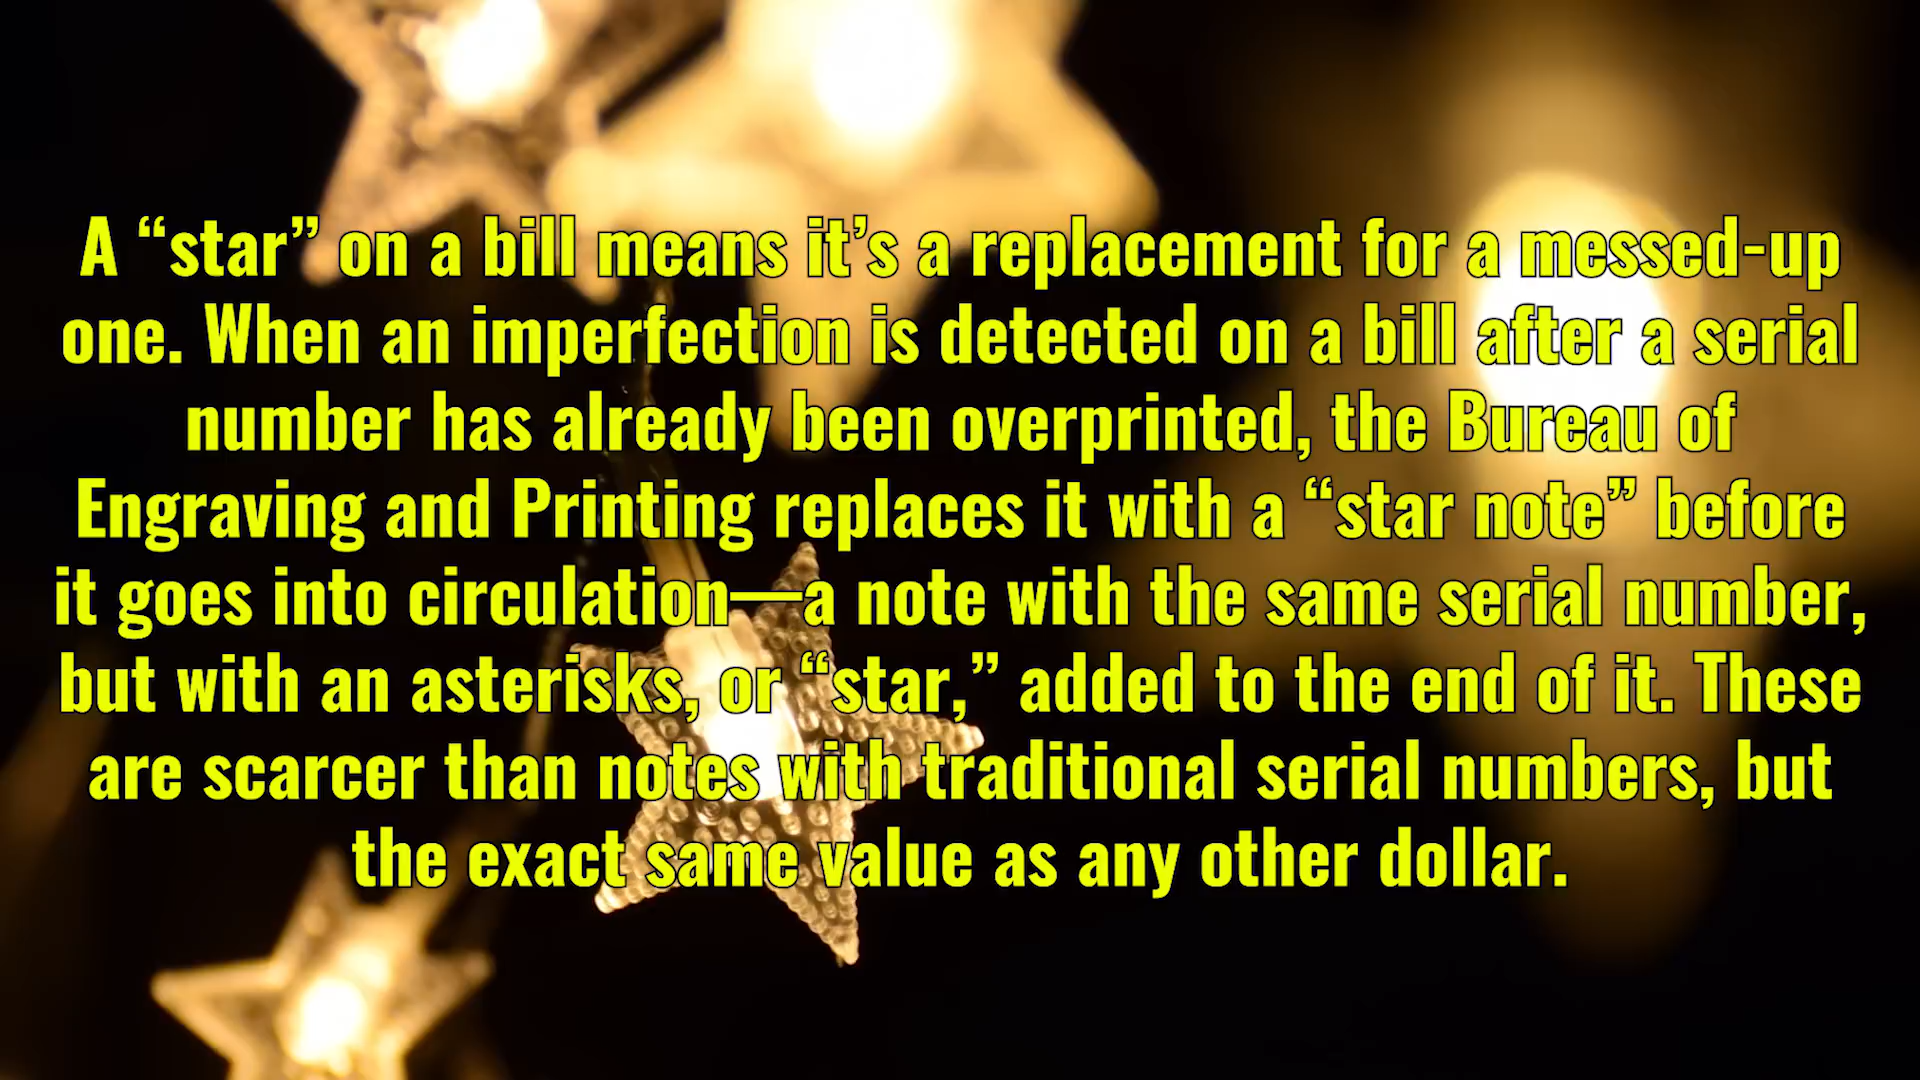 A “star” on a bill means it’s a replacement for a messed-up
one. When an imperfection is detected on a bill after a serial
number has already been overprinted, the Bureau of
Engraving and Printing replaces it with a “star note” before
it goes into circulation—a note with the same serial number,
but with an asterisks, or “star,” added to the end of it. These
are scarcer than notes with traditional serial numbers, but
the exact same value as any other dollar.